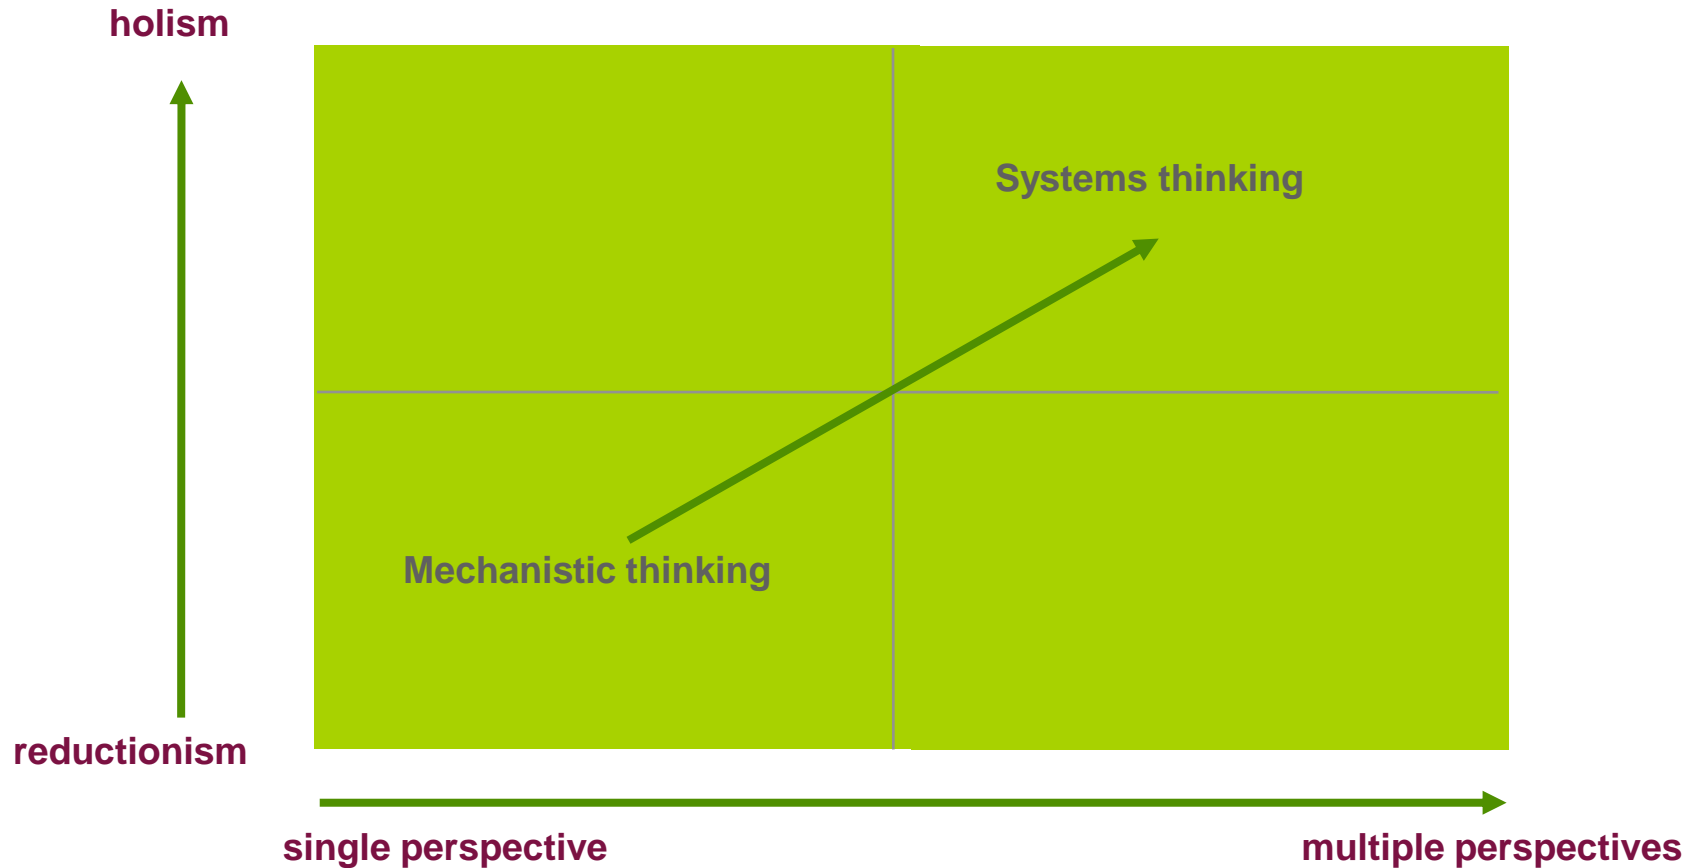 holism
Systems thinking
Mechanistic thinking
reductionism
single perspective
multiple perspectives